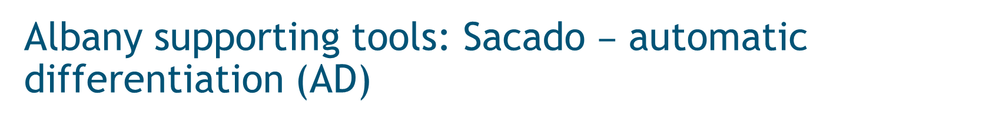 Albany supporting tools: Sacado – automatic
differentiation (AD)